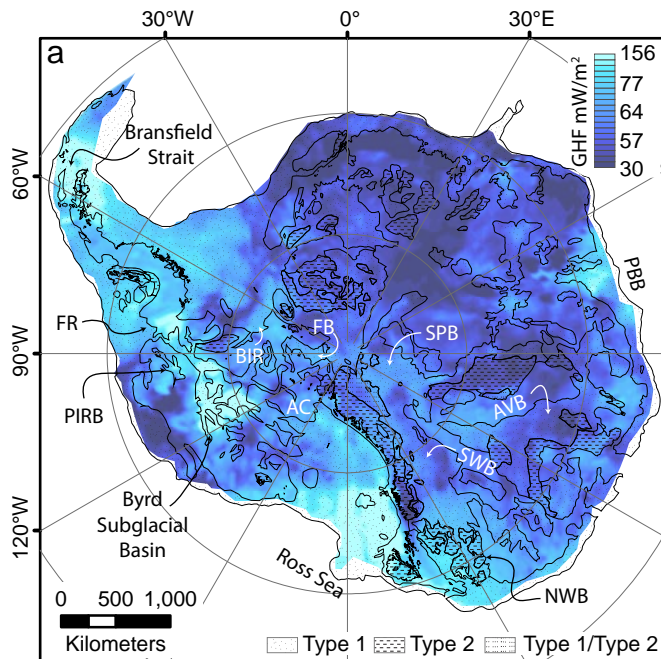 30°W 0° 30°E
a
156
77
64
57
30
GHF mW/m²
Bransfield
Strait
60°W
PBB
FR
FB
SPB
BIR
90°W
PIRB
AC
AVB
SWB
Byrd
Subglacial
Basin
120°W
Ross Sea
NWB
0 500 1,000
Kilometers
Type 1 Type 2 Type 1/Type 2